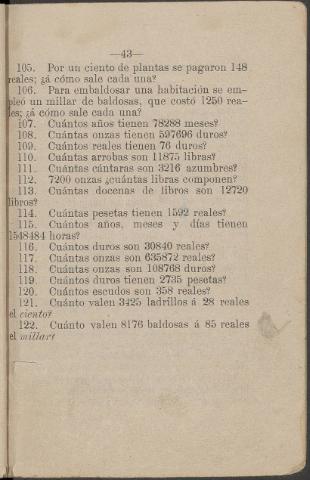 —43—
105. Por un ciento de plantas se pagaron 148
reales; ¿á cómo sale cada una?
106. Para embaldosar una habitación se em-
pleó un millar de baldosas, que costó 1250 rea-
les; ¿á cómo sale cada una?
107. Cuántos años tienen 78288 meses?
108. Cuántas onzas tienen 597696 duros?
109. Cuántos reales tienen 76 duros?
110. Cuántas arrobas son 11875 libras?
111. Cuántas cántaras son 3216 azumbres?
112. 7200 onzas ¿cuántas libras componen?
113. Cuántas docenas de libros son 12720
libros?
114. Cuántas pesetas tienen 1592 reales?
115. Cuántos años, meses y días tienen
1548484 horas?
116. Cuántos duros son 30840 reales?
117. Cuántas onzas son 635872 reales?
118. Cuántas onzas son 108768 duros?
119. Cuántos duros tienen 2735 pesetas?
120. Cuántos escudos son 358 reales?
121. Cuánto valen 3425 ladrillos á 28 reales
el ciento?
122. Cuánto valen 8176 baldosas á 85 reales
el millar?